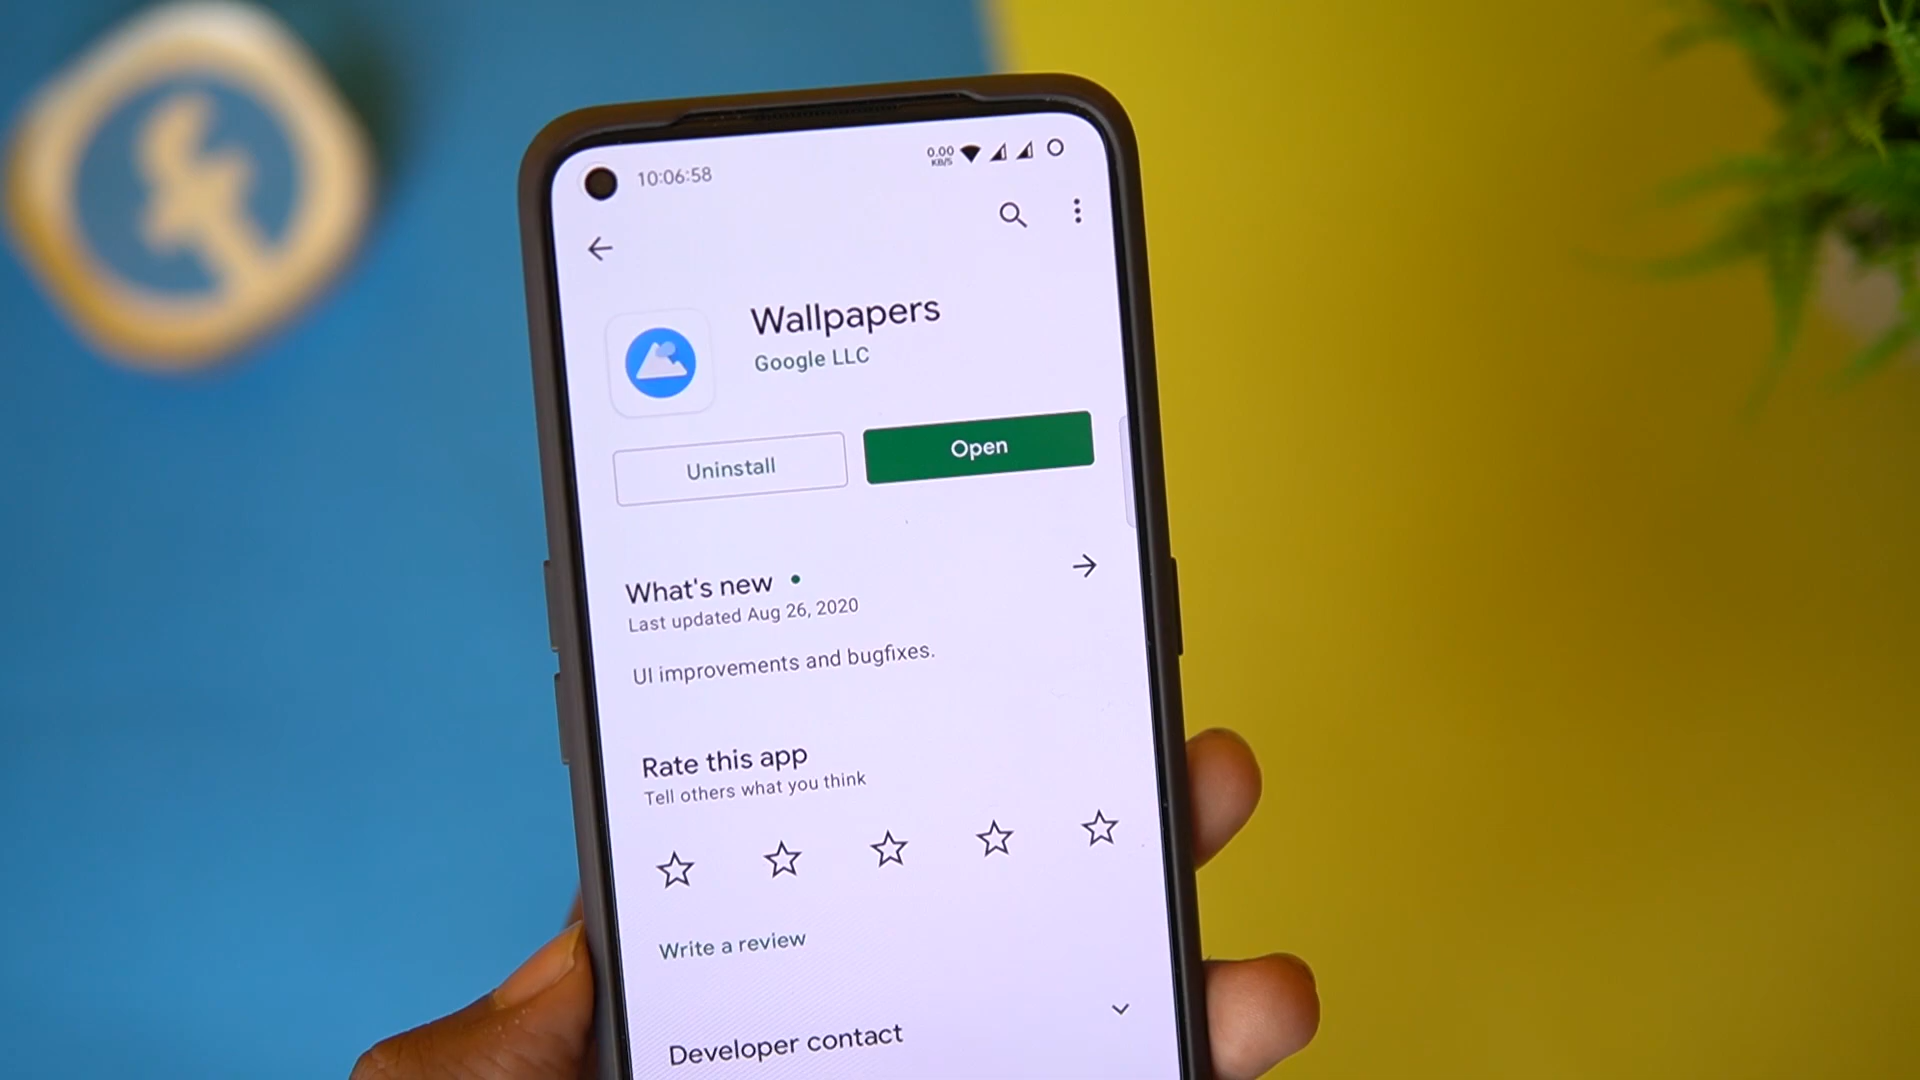 10:06:58
0.00
KB/S
Wallpapers
Google LLC
Uninstall
Open
What's new
Last updated Aug 26, 2020
UI improvements and bugfixes.
Rate this app
Tell others what you think
Write a review
Developer contact